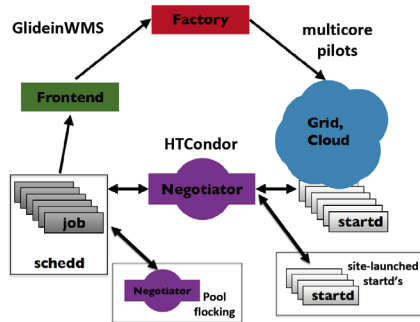 GlideinWMS
Factory
multicore
pilots
Frontend
Grid,
Cloud
HTCondor
Negotiator
job
schedd
startd
Negotiator
Pool
flocking
site-launched
startd's
startd